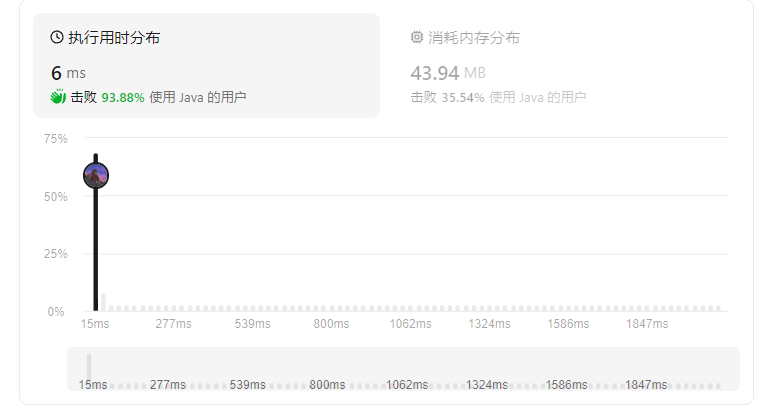 执行用时分布
消耗内存分布
6 ms
43.94 MB
击败 93.88% 使用 Java 的用户
击败 35.54% 使用 Java 的用户
75%
50%
25%
0%
15ms 277ms 539ms 800ms 1062ms 1324ms 1586ms 1847ms
15ms 277ms 539ms 800ms 1062ms 1324ms 1586ms 1847ms